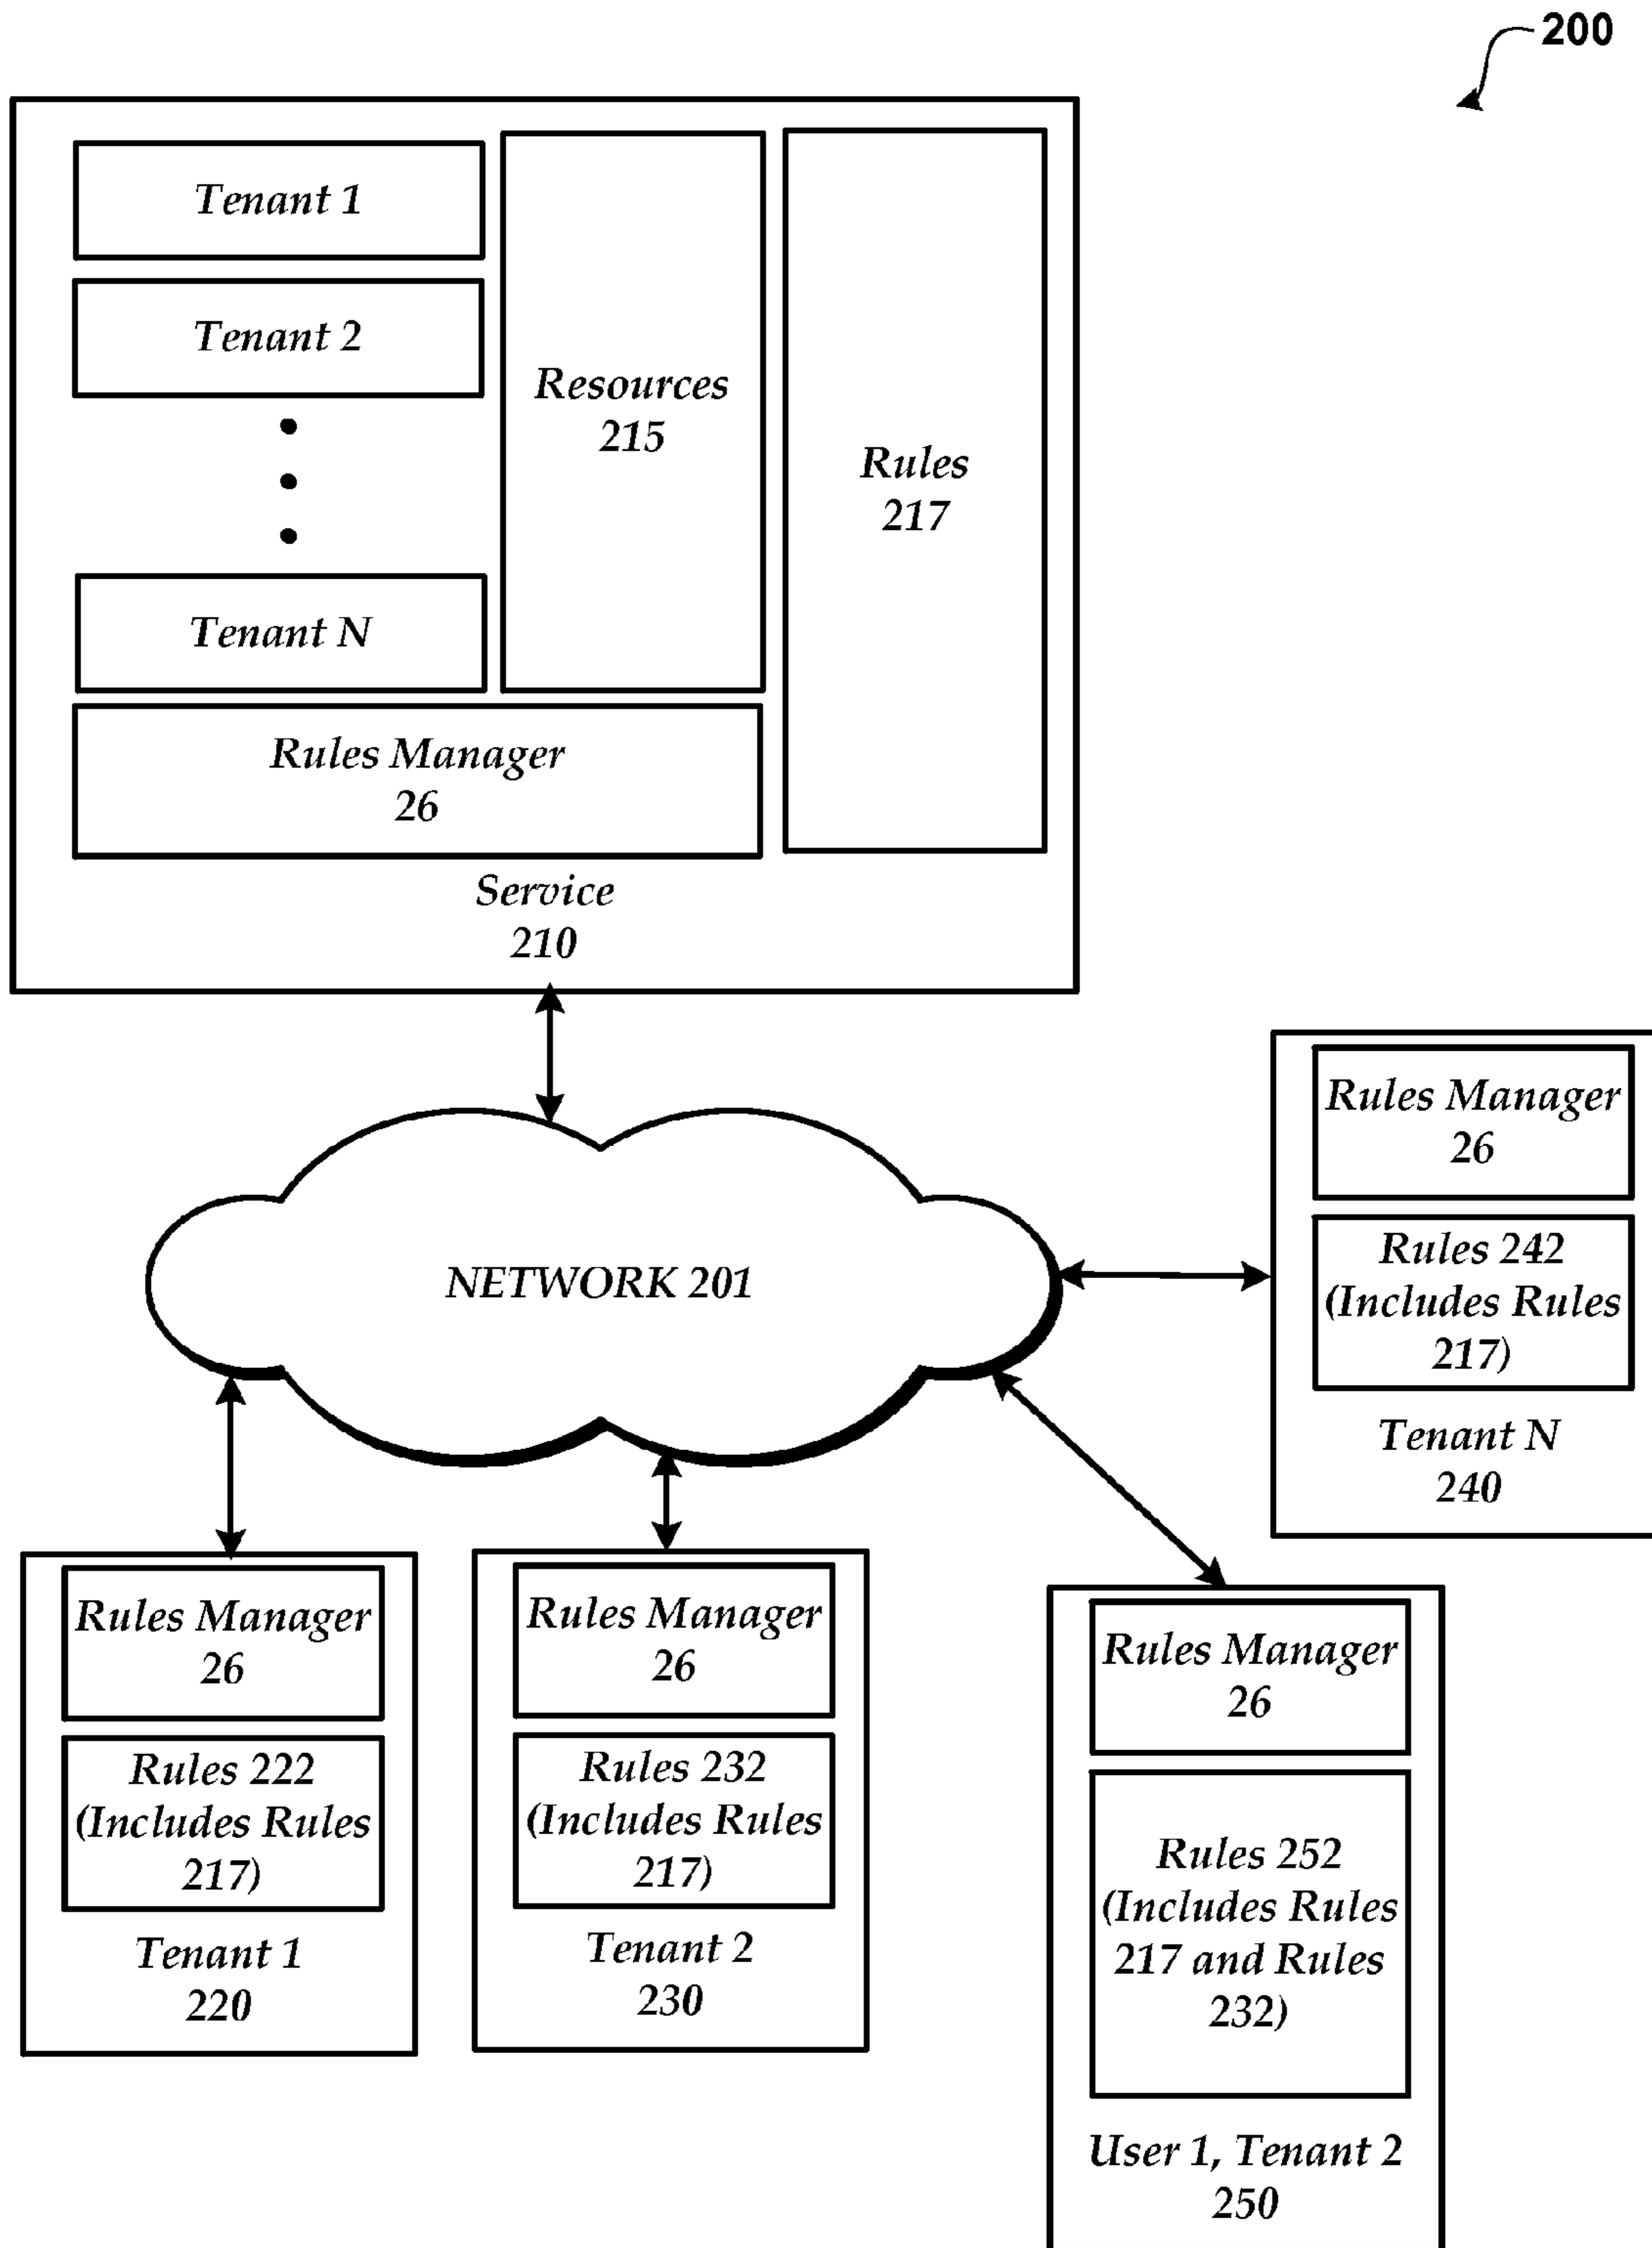 200
Tenant 1
Tenant 2
Tenant N
Resources
215
Rules
217
Rules Manager
26
Service
210
NETWORK 201
Rules Manager
26
Rules 242
(Includes Rules
217)
Tenant N
240
Rules Manager
26
Rules 222
(Includes Rules
217)
Tenant 1
220
Rules Manager
26
Rules 232
(Includes Rules
217)
Tenant 2
230
Rules Manager
26
Rules 252
(Includes Rules
217 and Rules
232)
User 1, Tenant 2
250